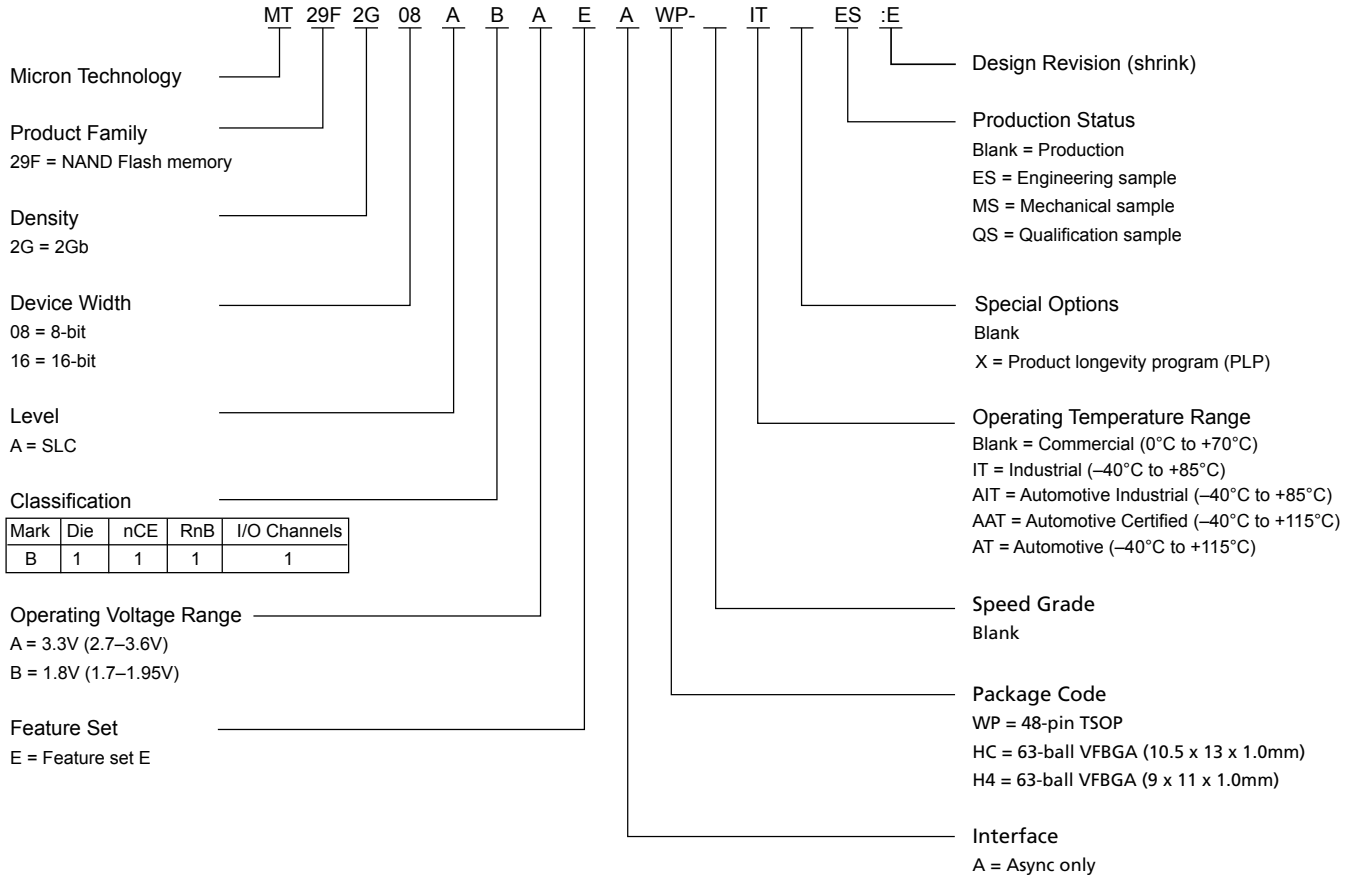 MT 29F 2G 08 A B A E A WP- IT ES :E
Micron Technology
Product Family
29F = NAND Flash memory
Density
2G = 2Gb
Device Width
08 = 8-bit
16 = 16-bit
Level
A = SLC
Classification
Mark Die nCE RnB I/O Channels
B 1 1 1 1
Operating Voltage Range
A = 3.3V (2.7–3.6V)
B = 1.8V (1.7–1.95V)
Feature Set
E = Feature set E
Design Revision (shrink)
Production Status
Blank = Production
ES = Engineering sample
MS = Mechanical sample
QS = Qualification sample
Special Options
Blank
X = Product longevity program (PLP)
Operating Temperature Range
Blank = Commercial (0°C to +70°C)
IT = Industrial (–40°C to +85°C)
AIT = Automotive Industrial (–40°C to +85°C)
AAT = Automotive Certified (–40°C to +115°C)
AT = Automotive (–40°C to +115°C)
Speed Grade
Blank
Package Code
WP = 48-pin TSOP
HC = 63-ball VFBGA (10.5 x 13 x 1.0mm)
H4 = 63-ball VFBGA (9 x 11 x 1.0mm)
Interface
A = Async only